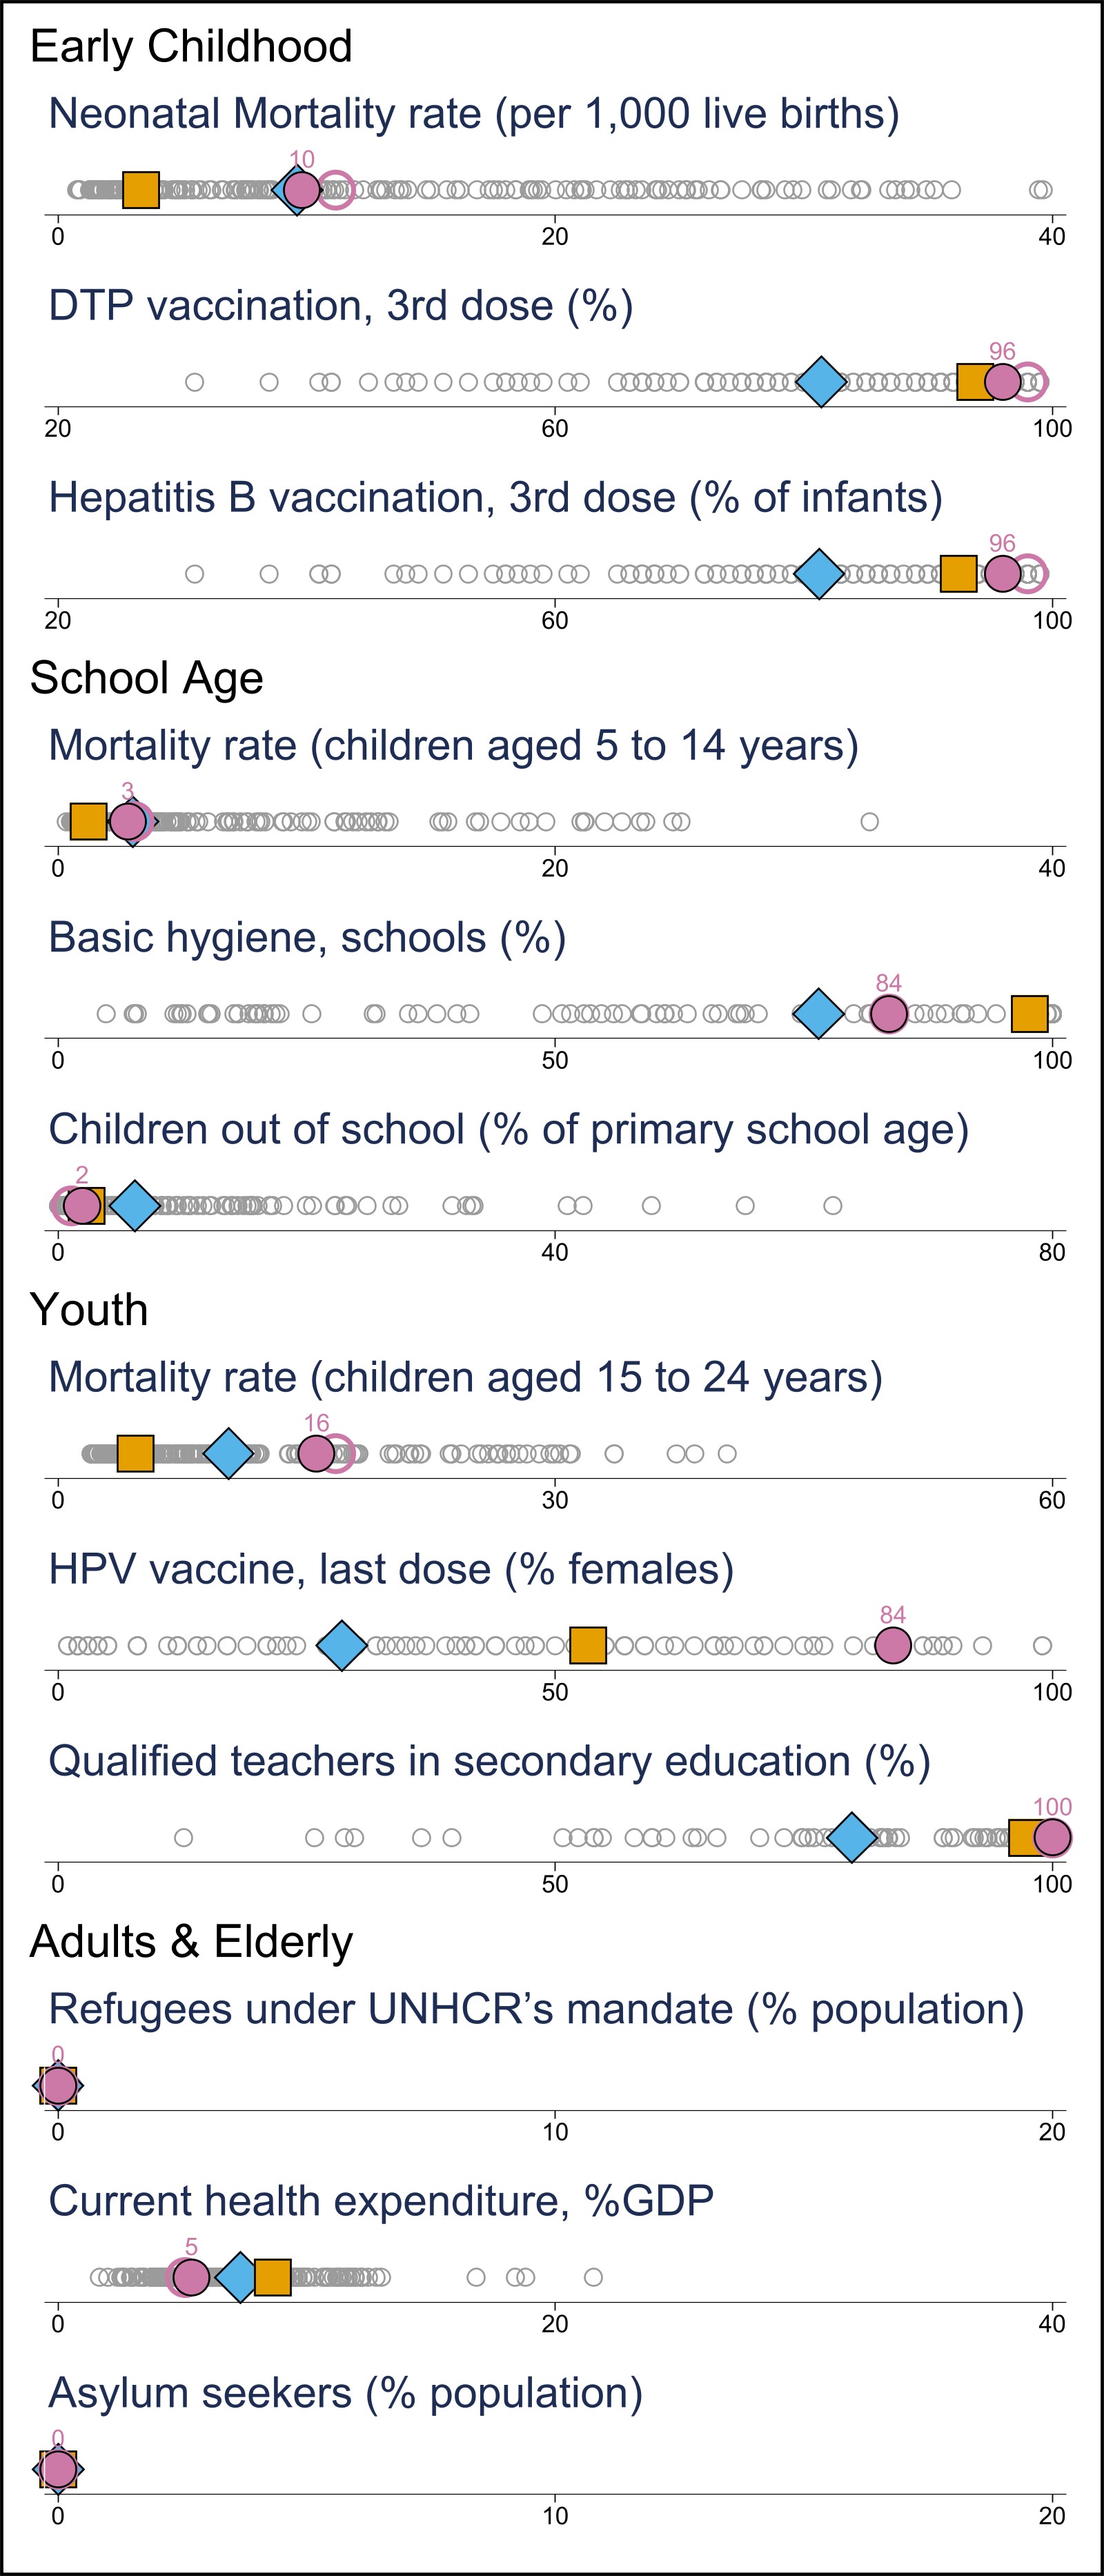 Early Childhood
Neonatal Mortality rate (per 1,000 live births)
10
0 20 40
DTP vaccination, 3rd dose (%)
96
20 60 100
Hepatitis B vaccination, 3rd dose (% of infants)
96
20 60 100
School Age
Mortality rate (children aged 5 to 14 years)
3
0 20 40
Basic hygiene, schools (%)
84
0 50 100
Children out of school (% of primary school age)
2
0 40 80
Youth
Mortality rate (children aged 15 to 24 years)
16
0 30 60
HPV vaccine, last dose (% females)
84
0 50 100
Qualified teachers in secondary education (%)
100
0 50 100
Adults & Elderly
Refugees under UNHCR’s mandate (% population)
0
0 10 20
Current health expenditure, %GDP
5
0 20 40
Asylum seekers (% population)
0
0 10 20